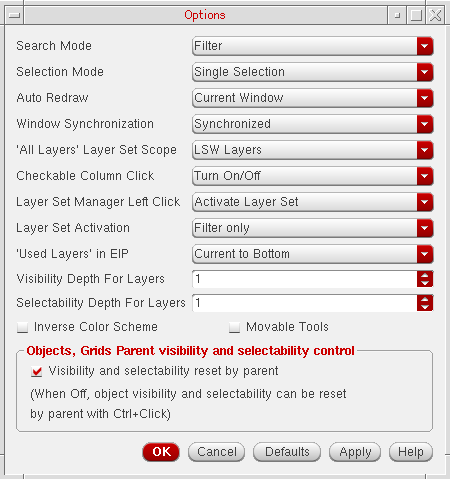 Options
Search Mode Filter
Selection Mode Single Selection
Auto Redraw Current Window
Window Synchronization Synchronized
'All Layers' Layer Set Scope LSW Layers
Checkable Column Click Turn On/Off
Layer Set Manager Left Click Activate Layer Set
Layer Set Activation Filter only
'Used Layers' in EIP Current to Bottom
Visibility Depth For Layers 1
Selectability Depth For Layers 1
Inverse Color Scheme Movable Tools
Objects, Grids Parent visibility and selectability control
Visibility and selectability reset by parent
(When Off, object visibility and selectability can be reset
by parent with Ctrl+Click)
OK Cancel Defaults Apply Help